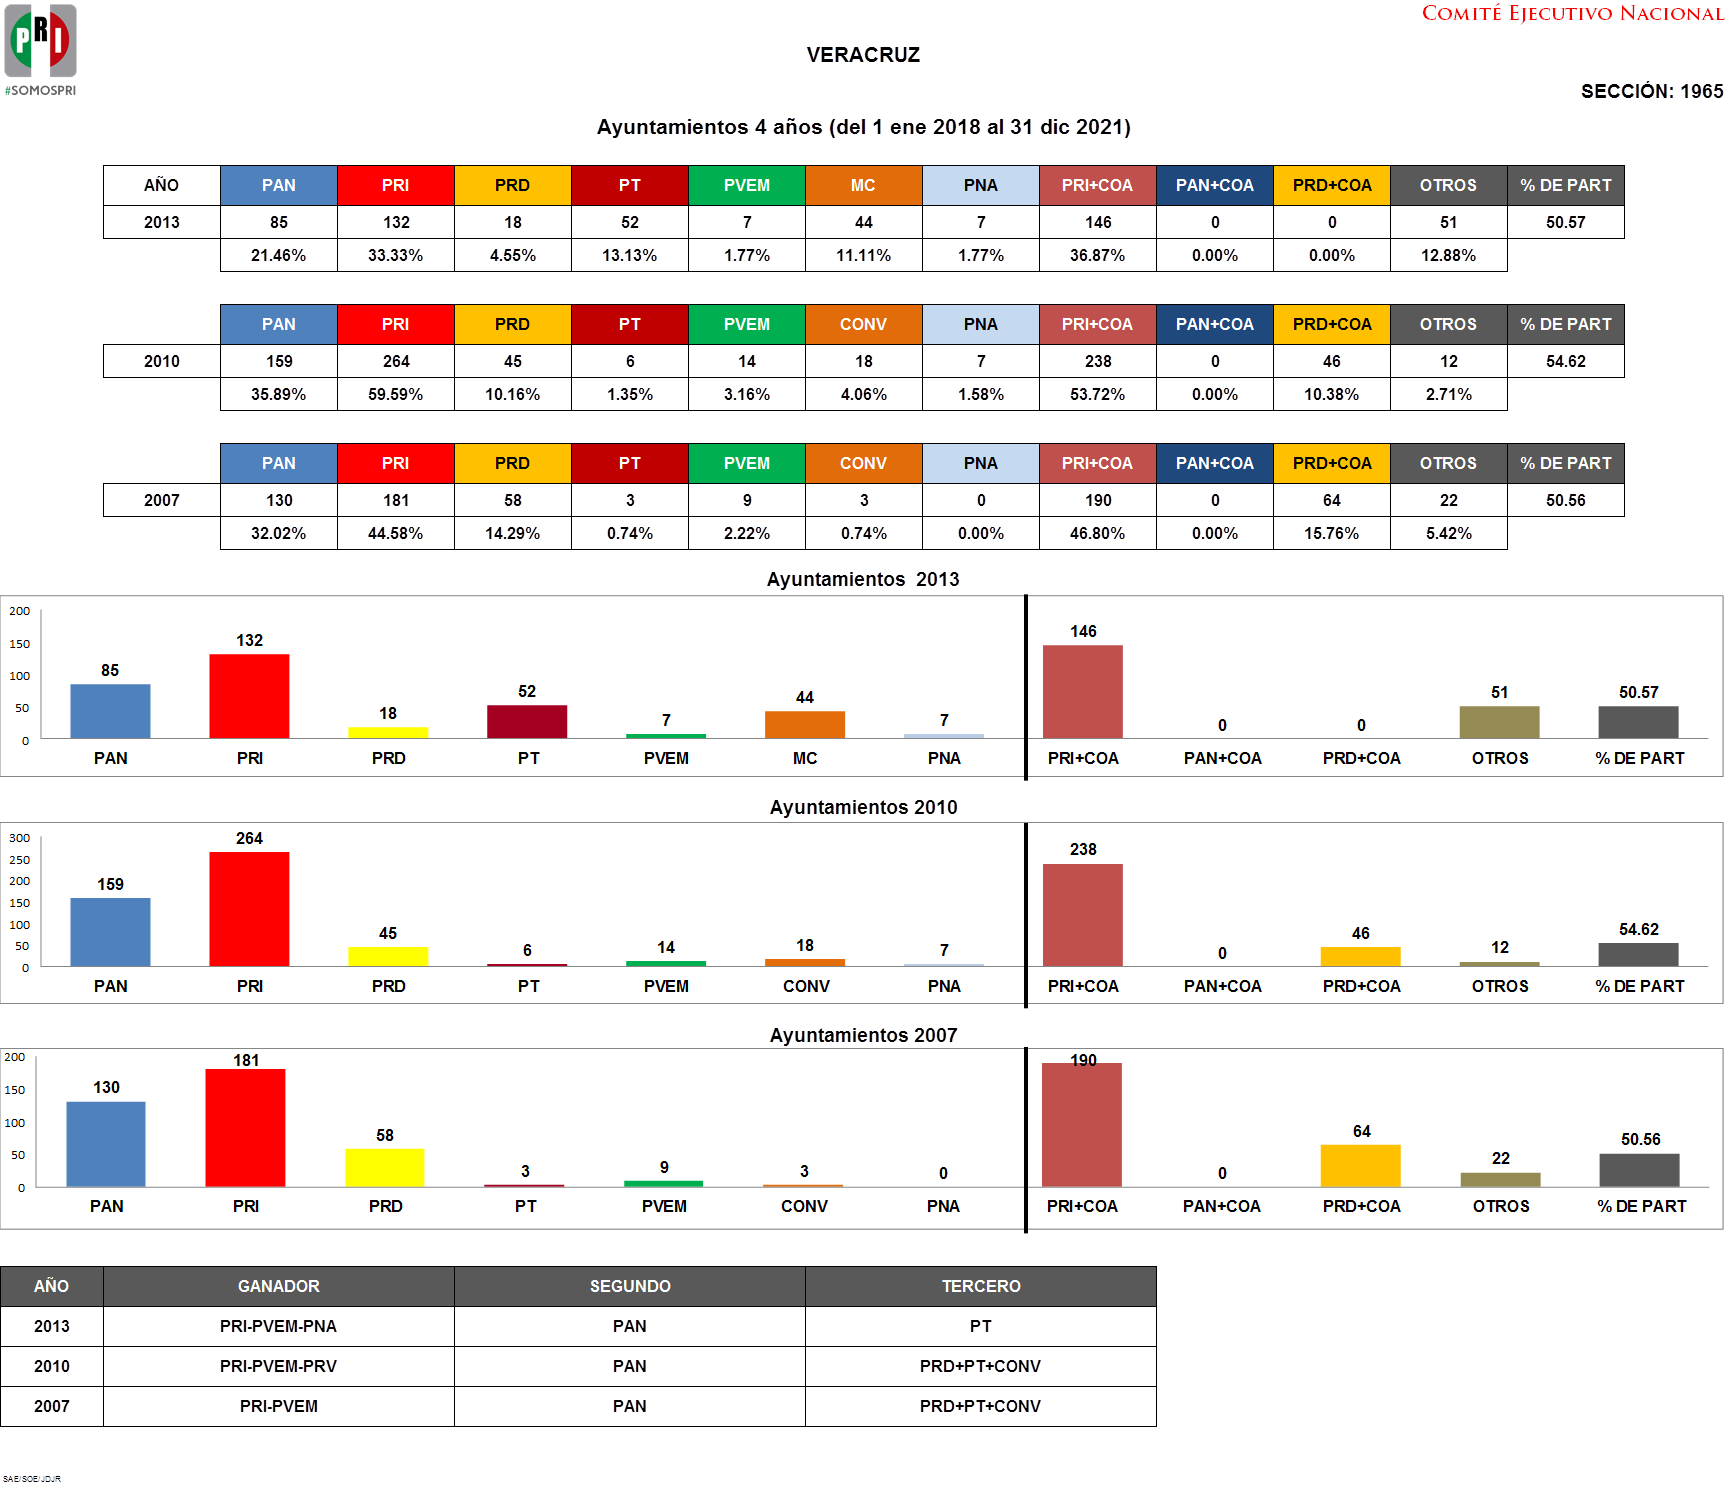 COMITÉ EJECUTIVO NACIONAL
PRI
#SOMOSPRI
VERACRUZ
SECCIÓN: 1965
Ayuntamientos 4 años (del 1 ene 2018 al 31 dic 2021)
AÑO PAN PRI PRD PT PVEM MC PNA PRI+COA PAN+COA PRD+COA OTROS % DE PART
2013 85 132 18 52 7 44 7 146 0 0 51 50.57
21.46% 33.33% 4.55% 13.13% 1.77% 11.11% 1.77% 36.87% 0.00% 0.00% 12.88%
PAN PRI PRD PT PVEM CONV PNA PRI+COA PAN+COA PRD+COA OTROS % DE PART
2010 159 264 45 6 14 18 7 238 0 46 12 54.62
35.89% 59.59% 10.16% 1.35% 3.16% 4.06% 1.58% 53.72% 0.00% 10.38% 2.71%
PAN PRI PRD PT PVEM CONV PNA PRI+COA PAN+COA PRD+COA OTROS % DE PART
2007 130 181 58 3 9 3 0 190 0 64 22 50.56
32.02% 44.58% 14.29% 0.74% 2.22% 0.74% 0.00% 46.80% 0.00% 15.76% 5.42%
Ayuntamientos 2013
200
150
100
50
0
85 132 18 52 7 44 7 146 0 0 51 50.57
PAN PRI PRD PT PVEM MC PNA PRI+COA PAN+COA PRD+COA OTROS % DE PART
Ayuntamientos 2010
300
250
200
150
100
50
0
159 264 45 6 14 18 7 238 0 46 12 54.62
PAN PRI PRD PT PVEM CONV PNA PRI+COA PAN+COA PRD+COA OTROS % DE PART
Ayuntamientos 2007
200
150
100
50
0
130 181 58 3 9 3 0 190 0 64 22 50.56
PAN PRI PRD PT PVEM CONV PNA PRI+COA PAN+COA PRD+COA OTROS % DE PART
AÑO GANADOR SEGUNDO TERCERO
2013 PRI-PVEM-PNA PAN PT
2010 PRI-PVEM-PRV PAN PRD+PT+CONV
2007 PRI-PVEM PAN PRD+PT+CONV
SAE/SOE/JDJR